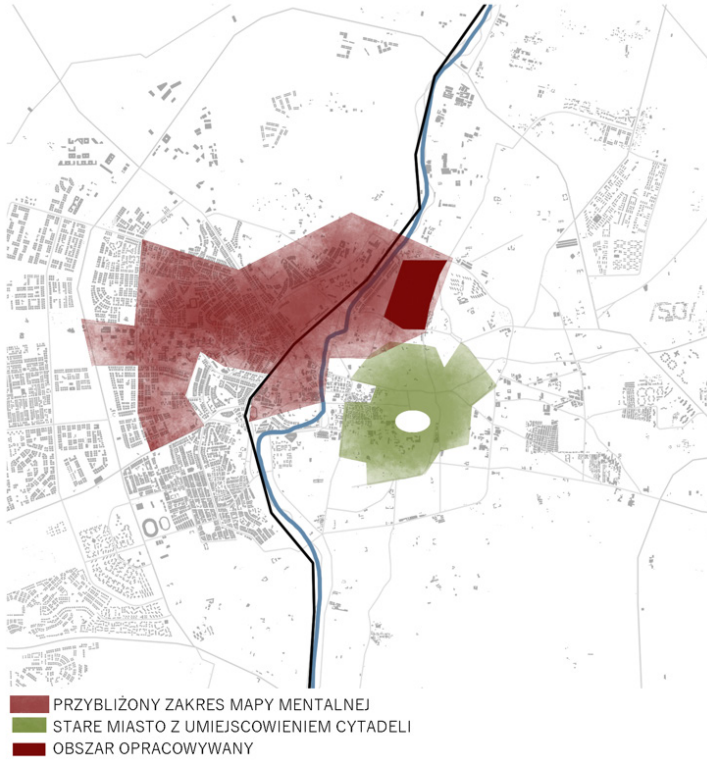 PRZYBLIŻONY ZAKRES MAPY MENTALNEJ
STARE MIASTO Z UMIEJSCOWIENIEM CYTADELI
OBSZAR OPRACOWYWANY